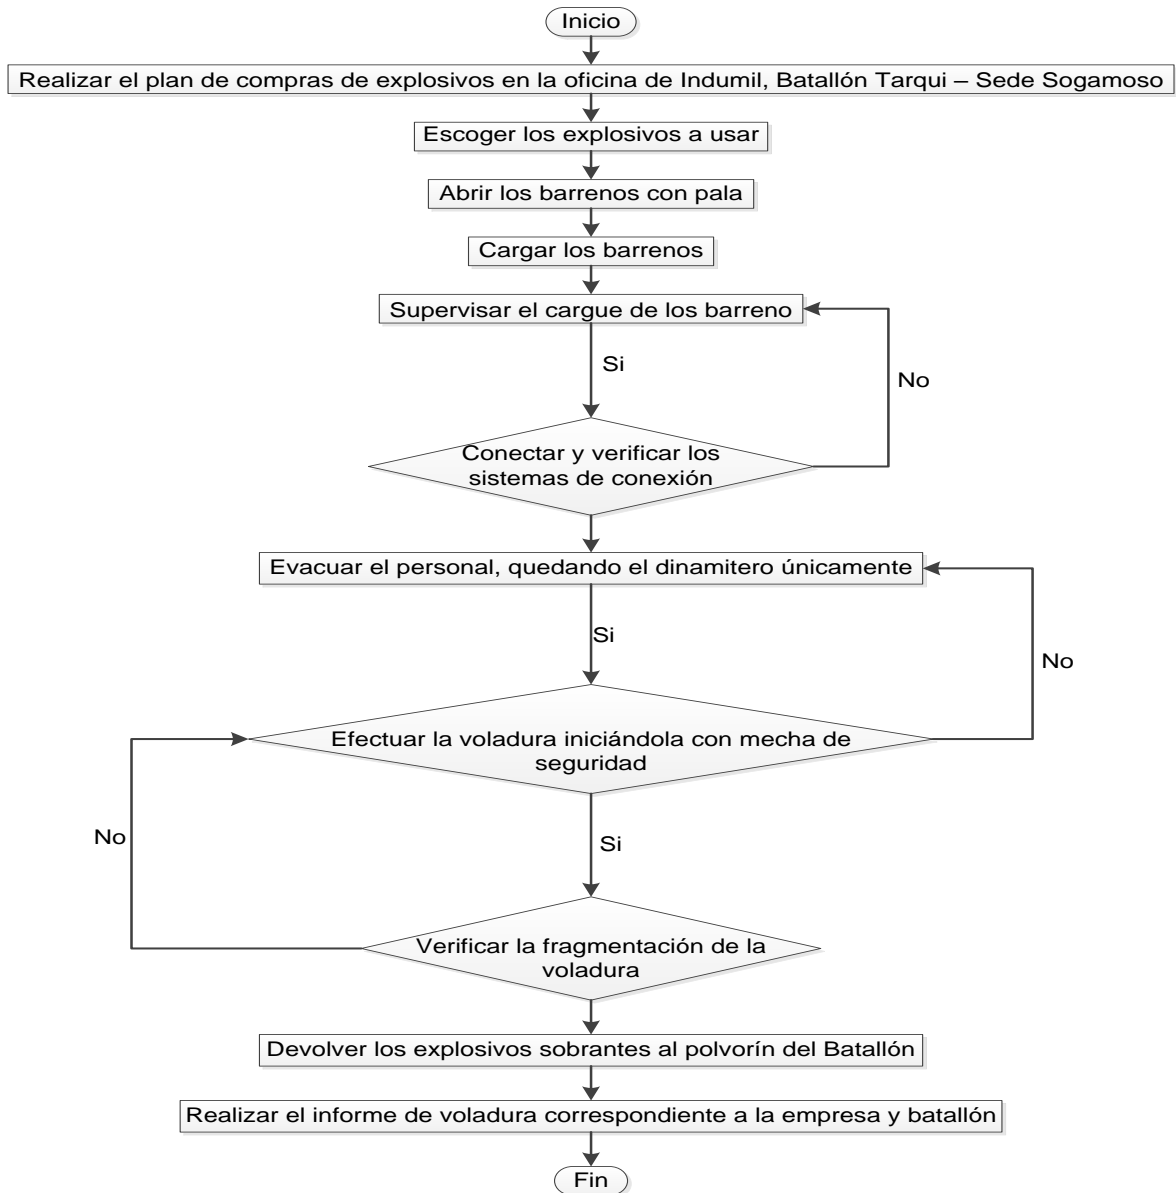 Inicio
Realizar el plan de compras de explosivos en la oficina de Indumil, Batallón Tarqui – Sede Sogamoso
Escoger los explosivos a usar
Abrir los barrenos con pala
Cargar los barrenos
Supervisar el cargue de los barreno
Si
No
Conectar y verificar los
sistemas de conexión
Evacuar el personal, quedando el dinamitero únicamente
Si
No
Efectuar la voladura iniciándola con mecha de
seguridad
No
Si
Verificar la fragmentación de la
voladura
Devolver los explosivos sobrantes al polvorín del Batallón
Realizar el informe de voladura correspondiente a la empresa y batallón
Fin